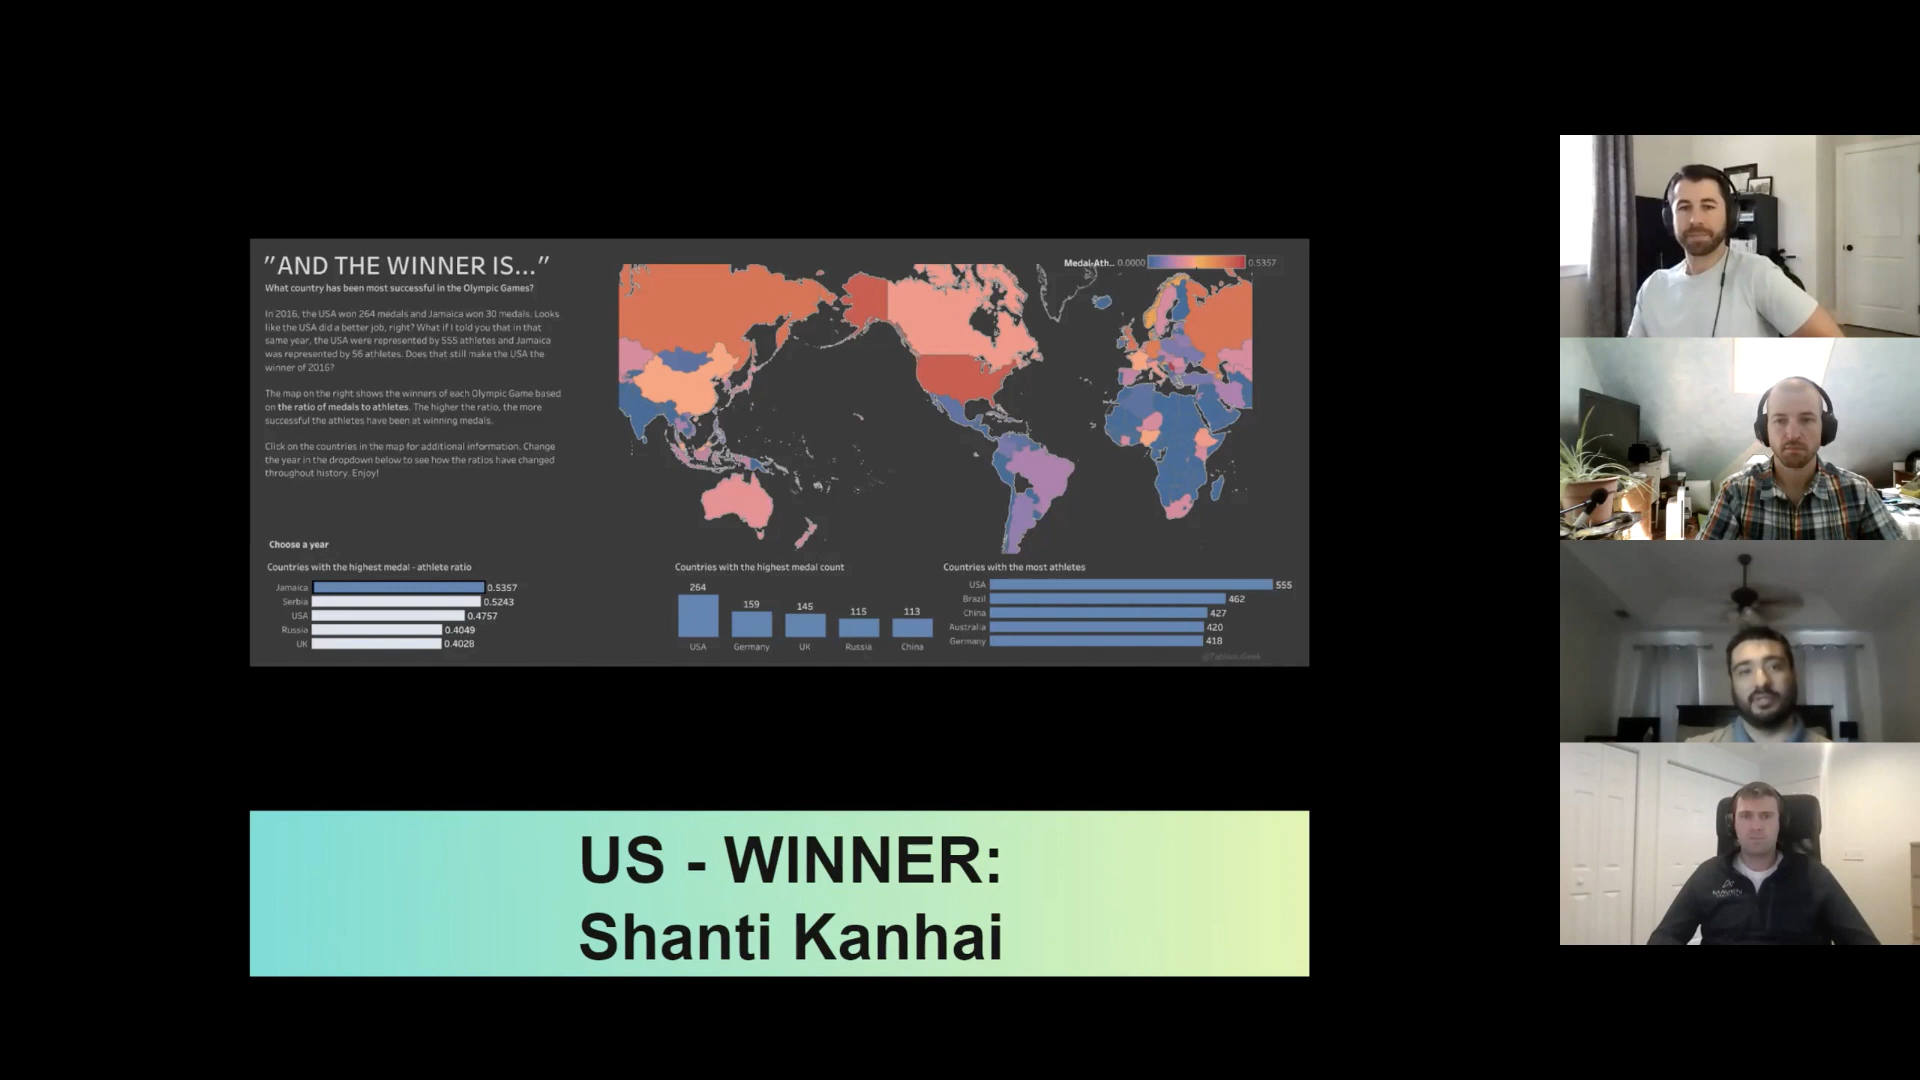 "AND THE WINNER IS..."
What country has been most successful in the Olympic Games?
In 2016, the USA won 264 medals and Jamaica won 30 medals. Looks
like the USA did a better job, right? What if I told you that in that
same year, the USA were represented by 555 athletes and Jamaica
was represented by 56 athletes. Does that still make the USA the
winner of 2016?
The map on the right shows the winners of each Olympic Game based
on the ratio of medals to athletes. The higher the ratio, the more
successful the athletes have been at winning medals.
Click on the countries in the map for additional information. Change
the year in the dropdown below to see how the ratios have changed
throughout history. Enjoy!
Medal-Ath.. 0.0000 0.5357
Choose a year
Countries with the highest medal - athlete ratio
Jamaica 0.5357
Serbia 0.5243
USA 0.4757
Russia 0.4049
UK 0.4028
Countries with the highest medal count
264 159 145 115 113
USA Germany UK Russia China
Countries with the most athletes
USA 555
Brazil 462
China 427
Australia 420
Germany 418
@TableauGeek
US - WINNER:
Shanti Kanhai
MAVEN